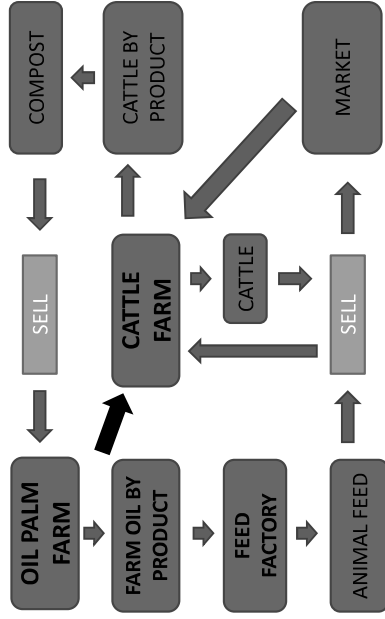 COMPOST
CATTLE BY
PRODUCT
MARKET
SELL
CATTLE
FARM
CATTLE
SELL
OIL PALM
FARM
FARM OIL BY
PRODUCT
FEED
FACTORY
ANIMAL FEED